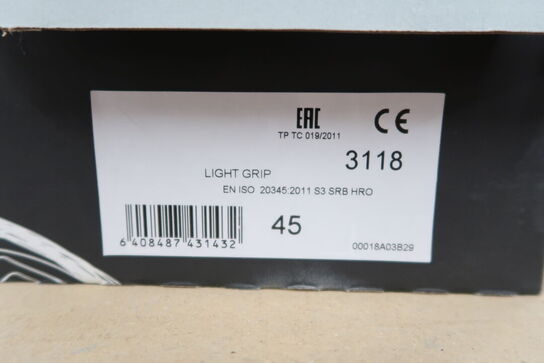 EAC
TP TC 019/2011
CE
3118
LIGHT GRIP
EN ISO 20345:2011 S3 SRB HRO
45
6 408487 431432
00018A03B29